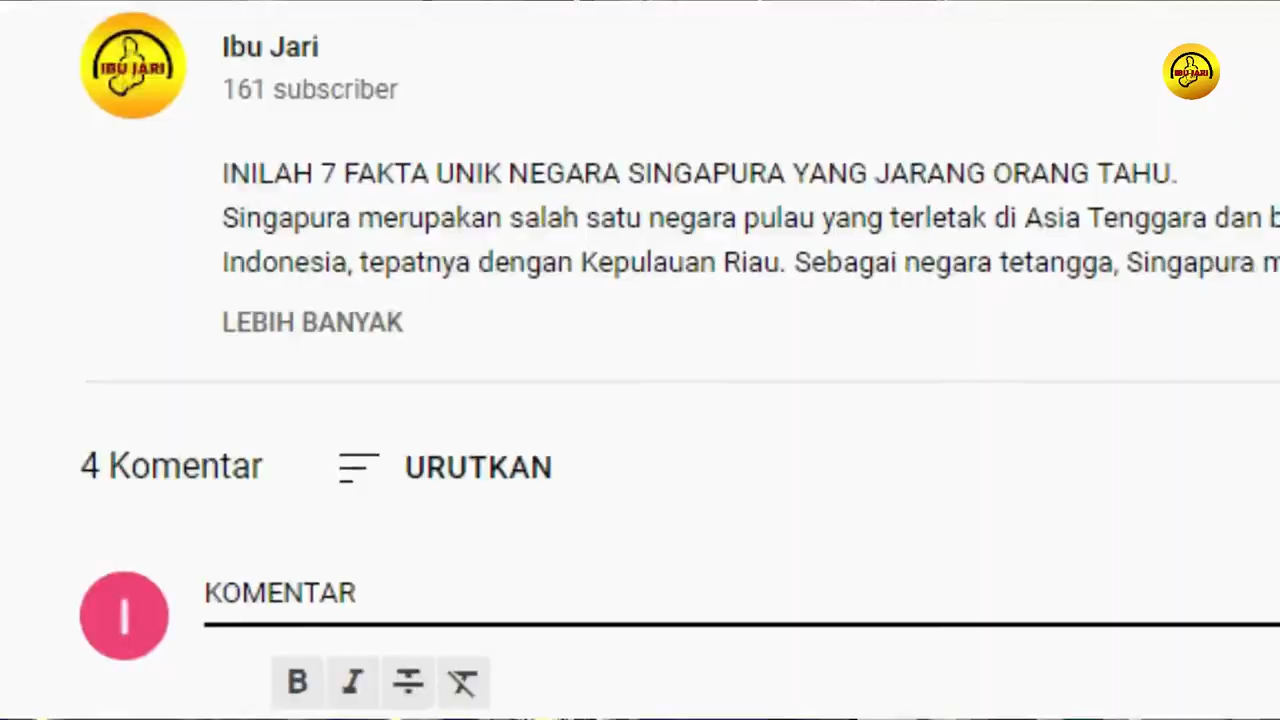 IBU JARI
Ibu Jari
161 subscriber
IBU JARI
INILAH 7 FAKTA UNIK NEGARA SINGAPURA YANG JARANG ORANG TAHU.
Singapura merupakan salah satu negara pulau yang terletak di Asia Tenggara dan b
Indonesia, tepatnya dengan Kepulauan Riau. Sebagai negara tetangga, Singapura m
LEBIH BANYAK
4 Komentar
URUTKAN
I
KOMENTAR
B I